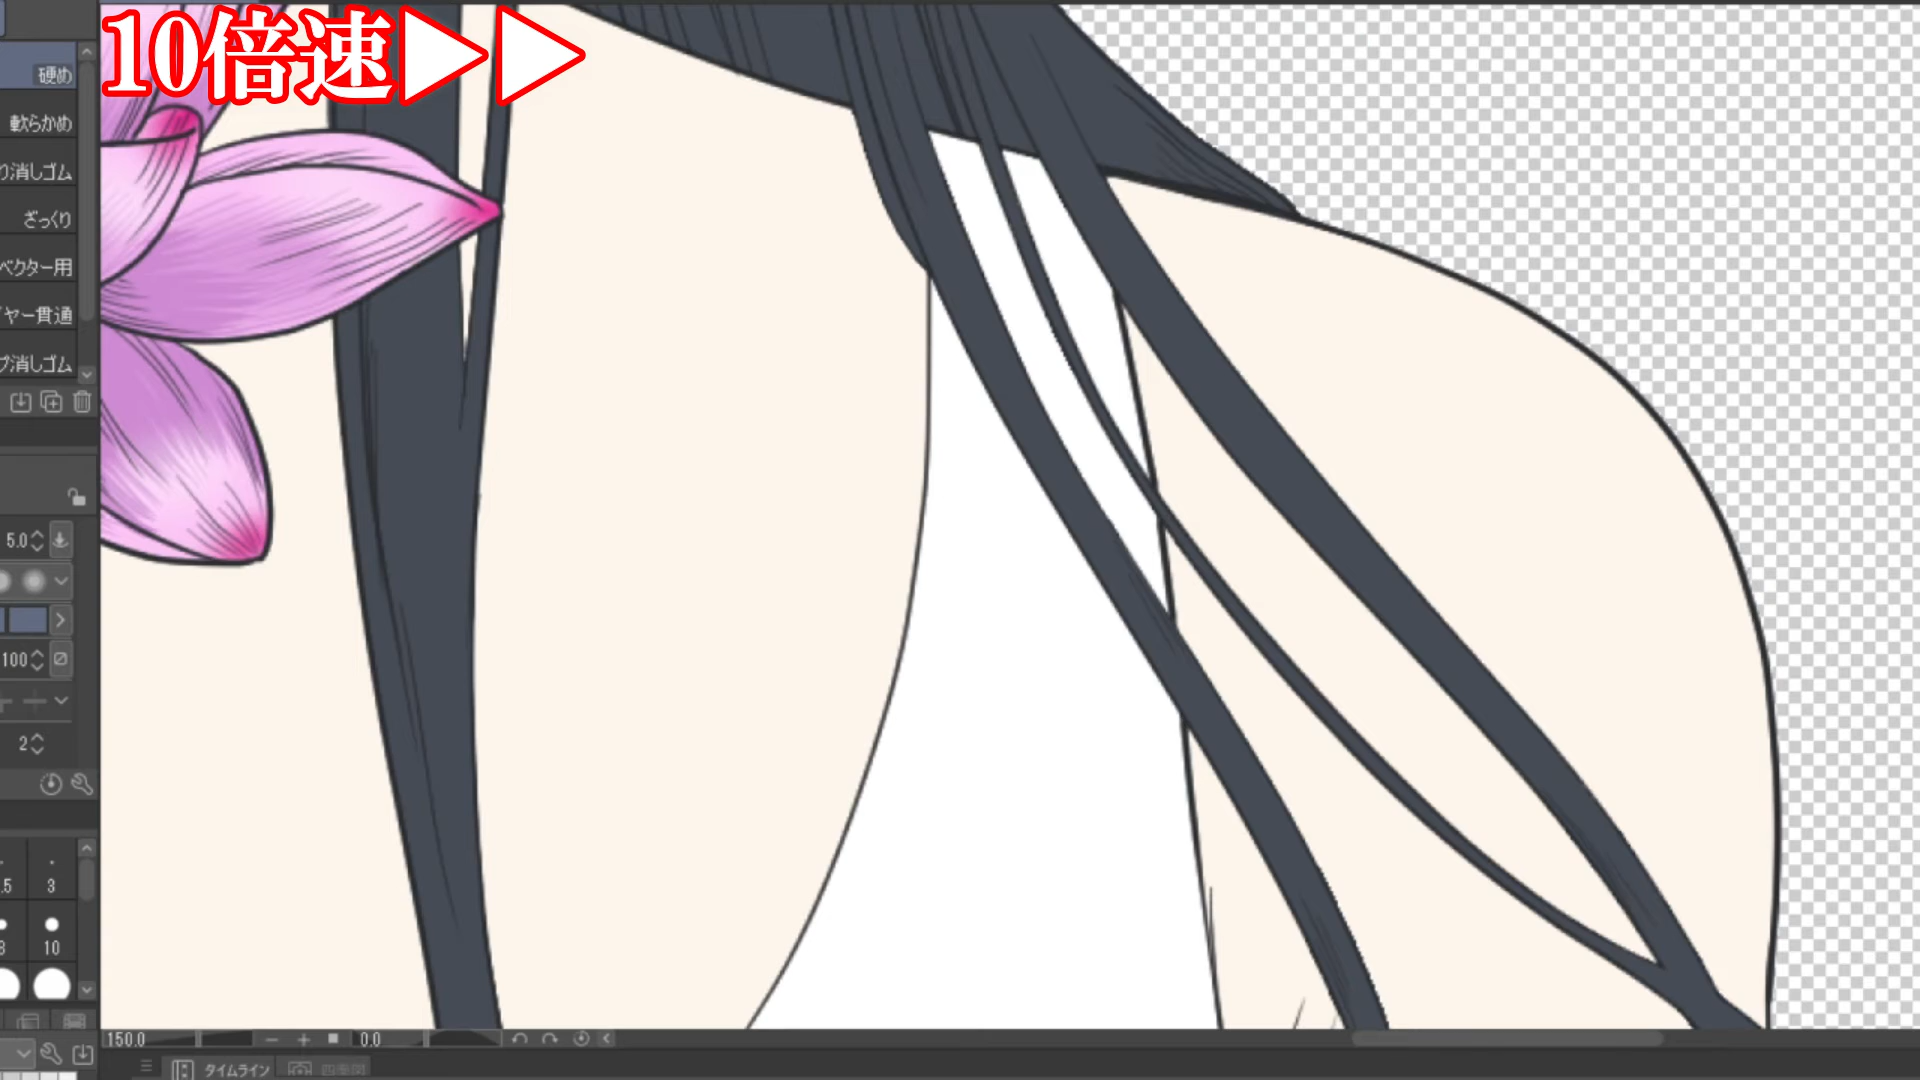 10倍速▶▶
硬め
軟らかめ
り消しゴム
ざっくり
ベクター用
ヤー貫通
プ消しゴム
5.0
100
2
.5 3
8 10
150.0 0.0
タイムライン